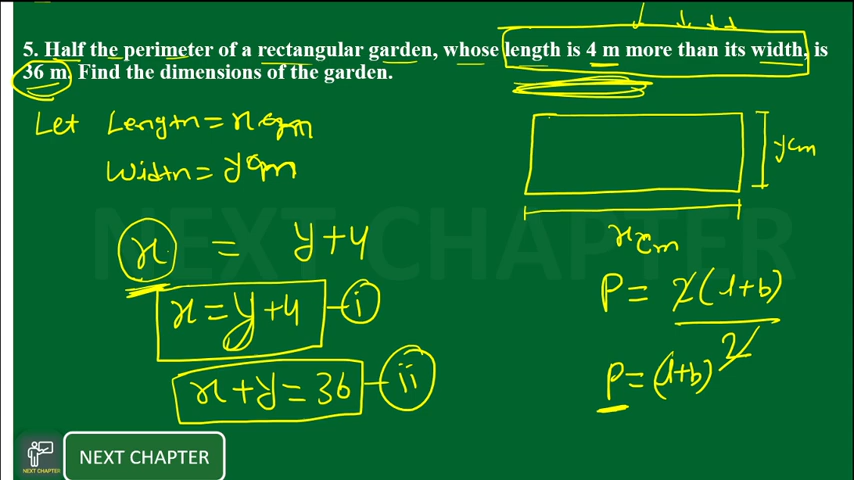 5. Half the perimeter of a rectangular garden, whose length is 4 m more than its width, is
36 m. Find the dimensions of the garden.
Let Length = x cm
Width = y cm
y cm
x cm
x = y+4
x = y+4 - i
x + y = 36 - ii
P = 2(l+b)
2
P = (l+b)
NEXT CHAPTER
NEXT CHAPTER
NEXT CHAPTER